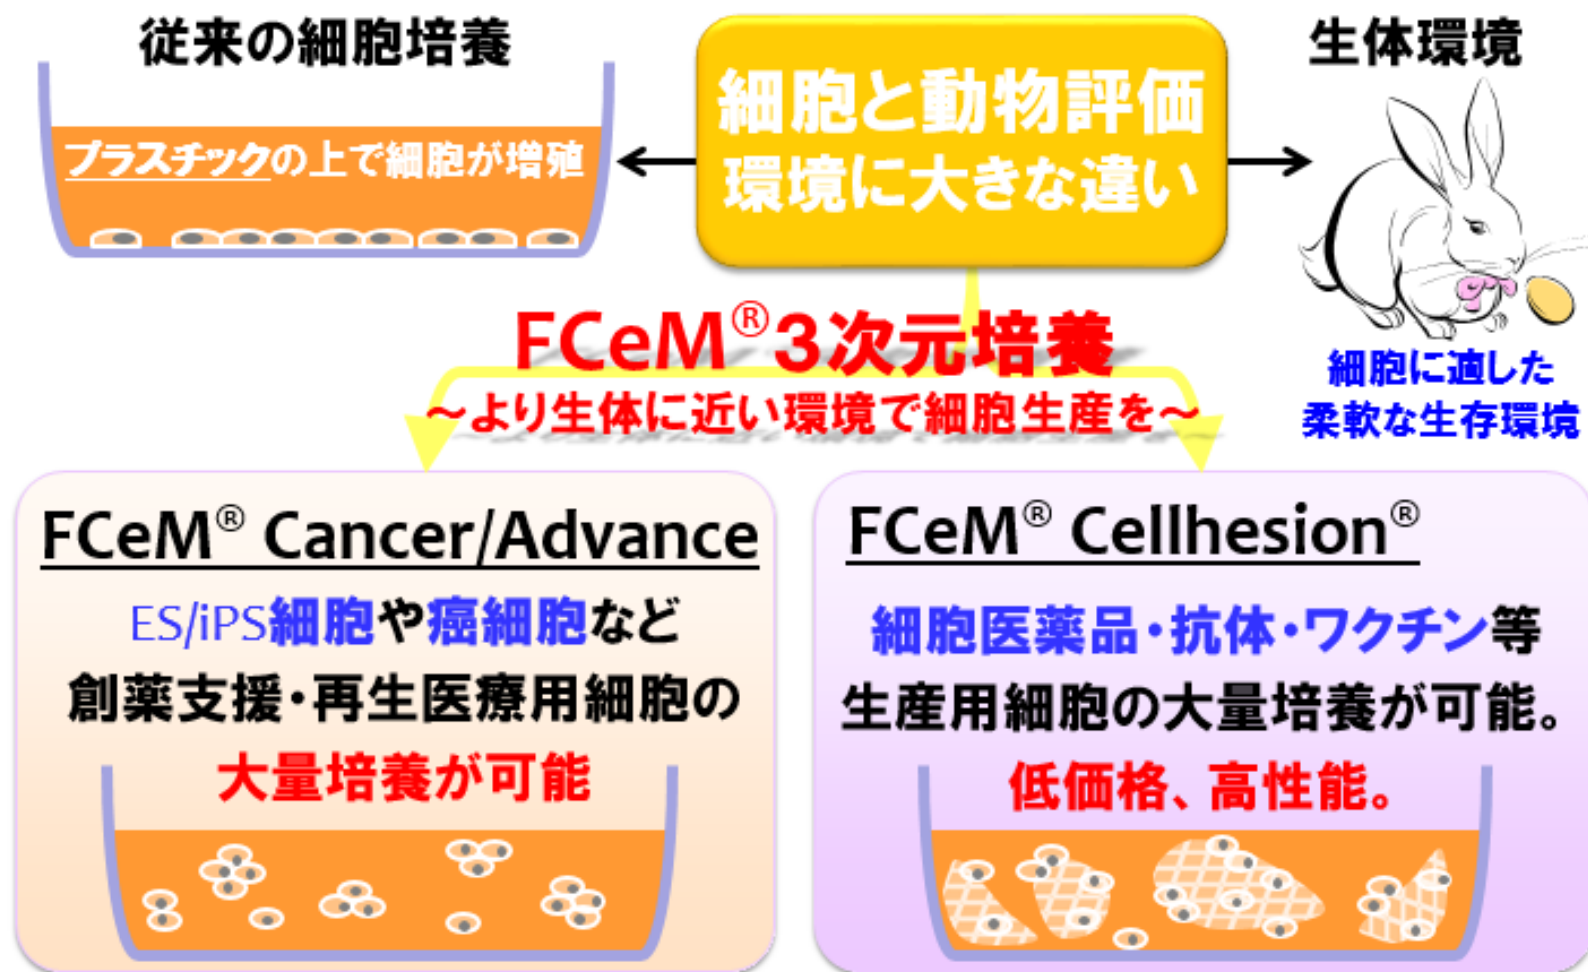 従来の細胞培養
プラスチックの上で細胞が増殖
細胞と動物評価
環境に大きな違い
生体環境
細胞に適した
柔軟な生存環境
FCeM®3次元培養
～より生体に近い環境で細胞生産を～
FCeM® Cancer/Advance
ES/iPS細胞や癌細胞など
創薬支援・再生医療用細胞の
大量培養が可能
FCeM® Cellhesion®
細胞医薬品・抗体・ワクチン等
生産用細胞の大量培養が可能。
低価格、高性能。